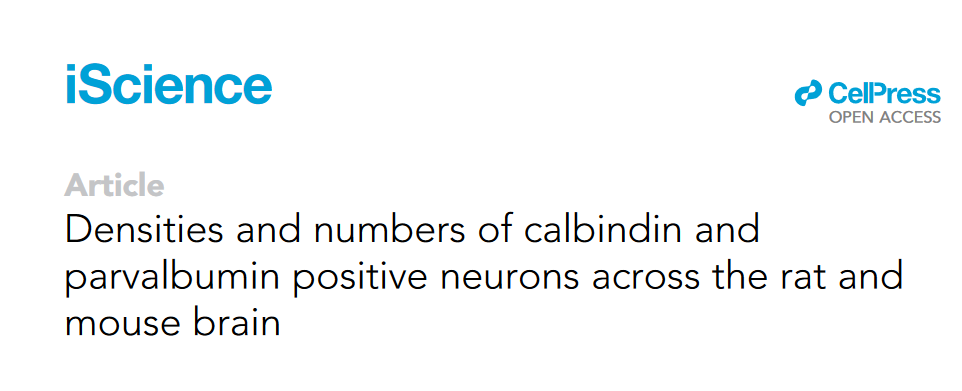 iScience
CellPress
OPEN ACCESS
Article
Densities and numbers of calbindin and
parvalbumin positive neurons across the rat and
mouse brain